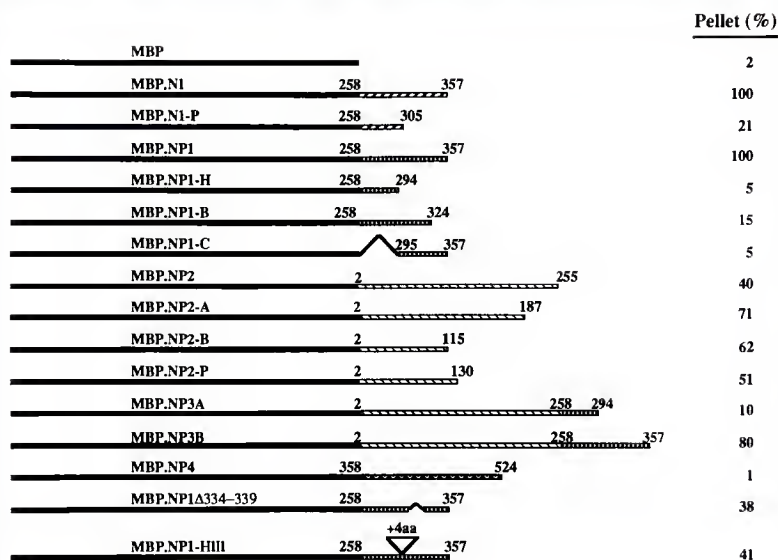 Pellet (%)
MBP 2
MBP.N1 258 357 100
MBP.N1-P 258 305 21
MBP.NP1 258 357 100
MBP.NP1-H 258 294 5
MBP.NP1-B 258 324 15
MBP.NP1-C 295 357 5
MBP.NP2 2 255 40
MBP.NP2-A 2 187 71
MBP.NP2-B 2 115 62
MBP.NP2-P 2 130 51
MBP.NP3A 2 258 294 10
MBP.NP3B 2 258 357 80
MBP.NP4 358 524 1
MBP.NP1Δ334–339 258 357 38
+4aa
MBP.NP1-HIII 258 357 41